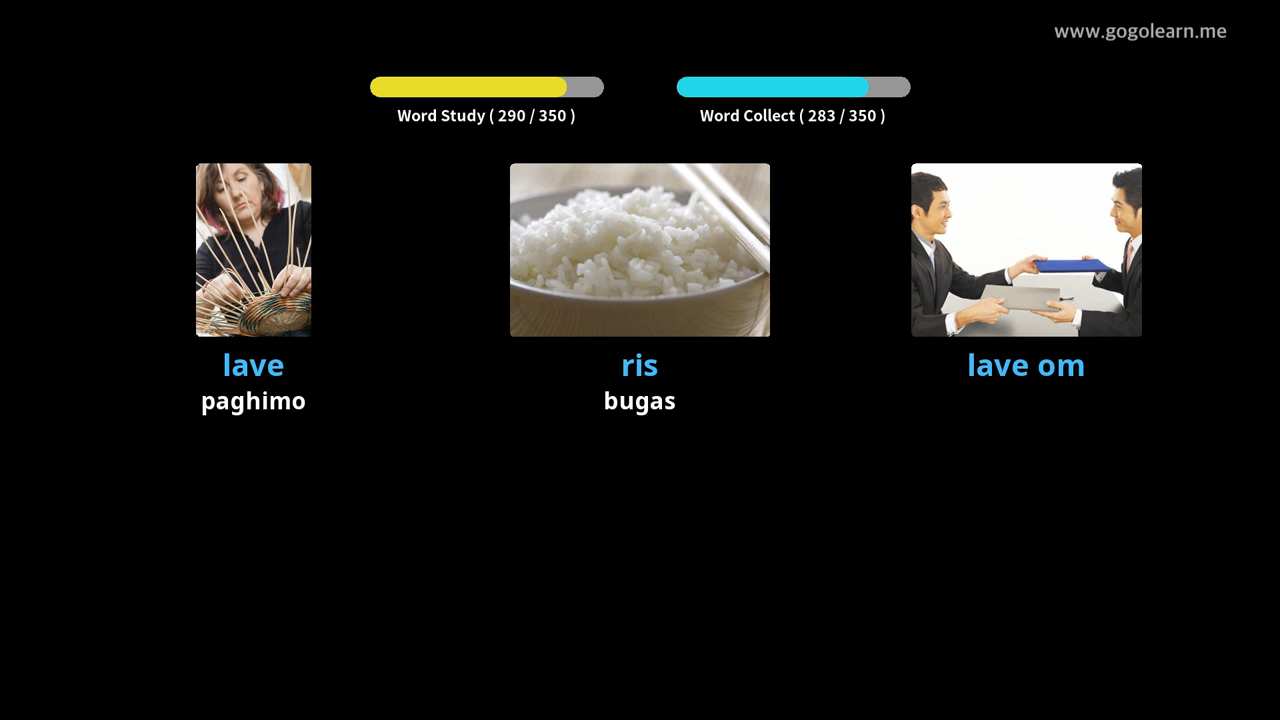 www.gogolearn.me
Word Study ( 290 / 350 )
Word Collect ( 283 / 350 )
lave
paghimo
ris
bugas
lave om